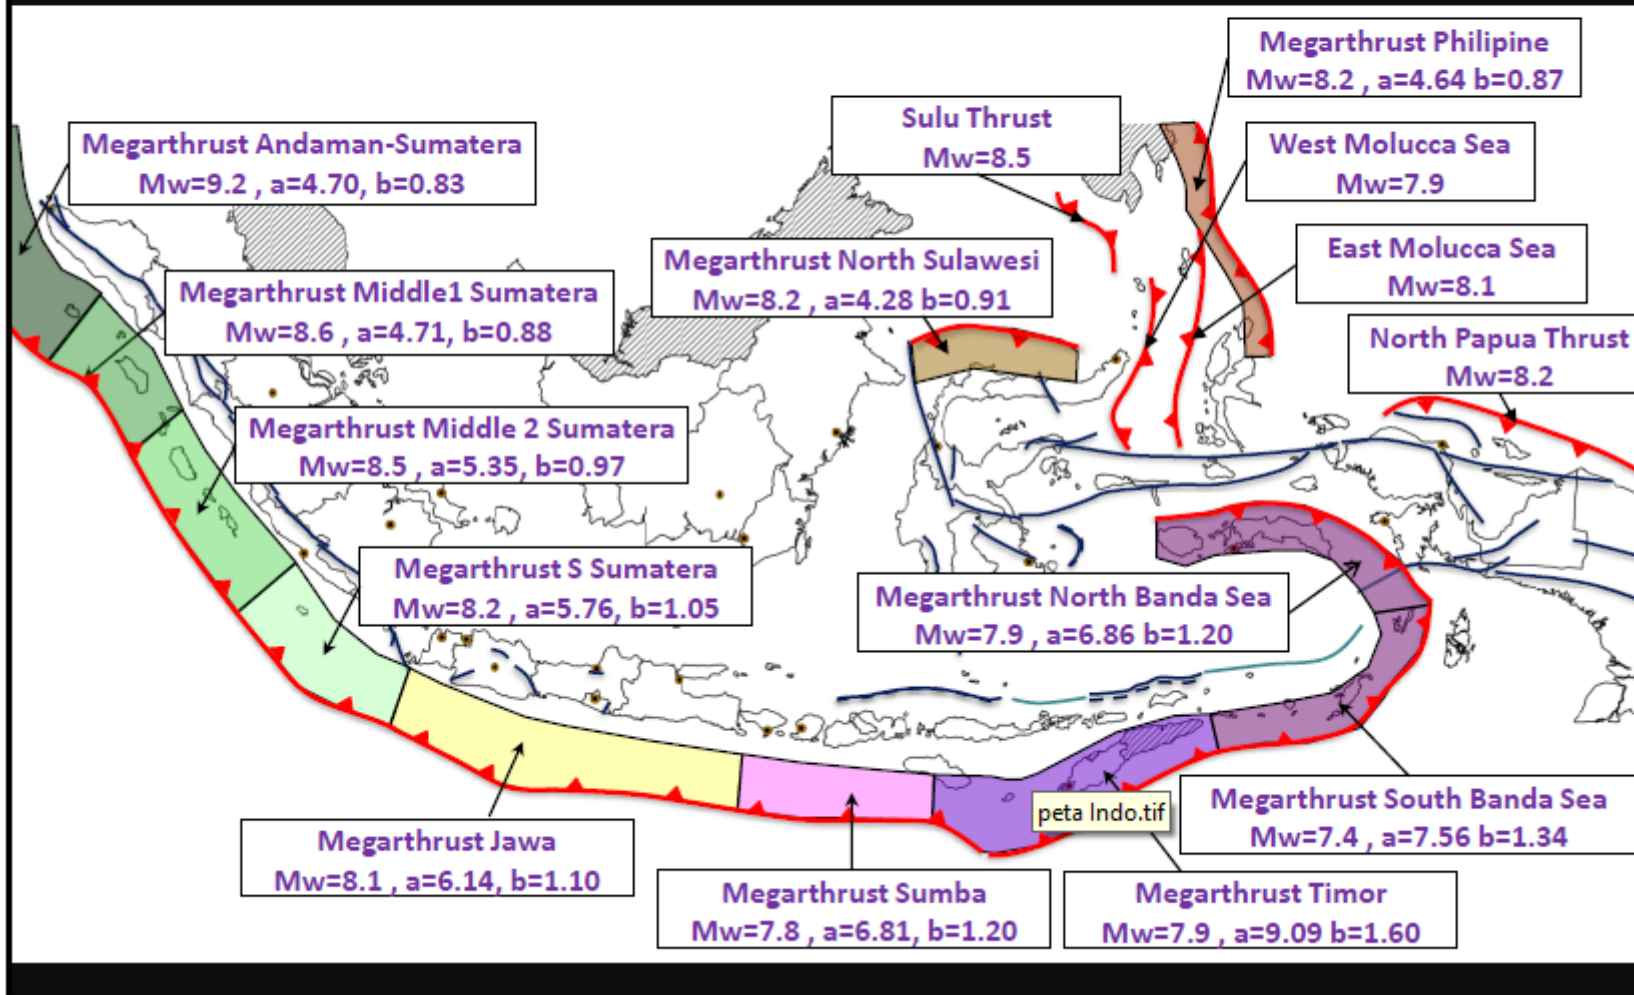 Megarthrust Philipine
Mw=8.2 , a=4.64 b=0.87
Sulu Thrust
Mw=8.5
West Molucca Sea
Mw=7.9
Megarthrust Andaman-Sumatera
Mw=9.2 , a=4.70, b=0.83
East Molucca Sea
Mw=8.1
Megarthrust North Sulawesi
Mw=8.2 , a=4.28 b=0.91
Megarthrust Middle1 Sumatera
Mw=8.6 , a=4.71, b=0.88
North Papua Thrust
Mw=8.2
Megarthrust Middle 2 Sumatera
Mw=8.5 , a=5.35, b=0.97
Megarthrust S Sumatera
Mw=8.2 , a=5.76, b=1.05
Megarthrust North Banda Sea
Mw=7.9 , a=6.86 b=1.20
peta Indo.tif
Megarthrust South Banda Sea
Mw=7.4 , a=7.56 b=1.34
Megarthrust Jawa
Mw=8.1 , a=6.14, b=1.10
Megarthrust Sumba
Mw=7.8 , a=6.81, b=1.20
Megarthrust Timor
Mw=7.9 , a=9.09 b=1.60